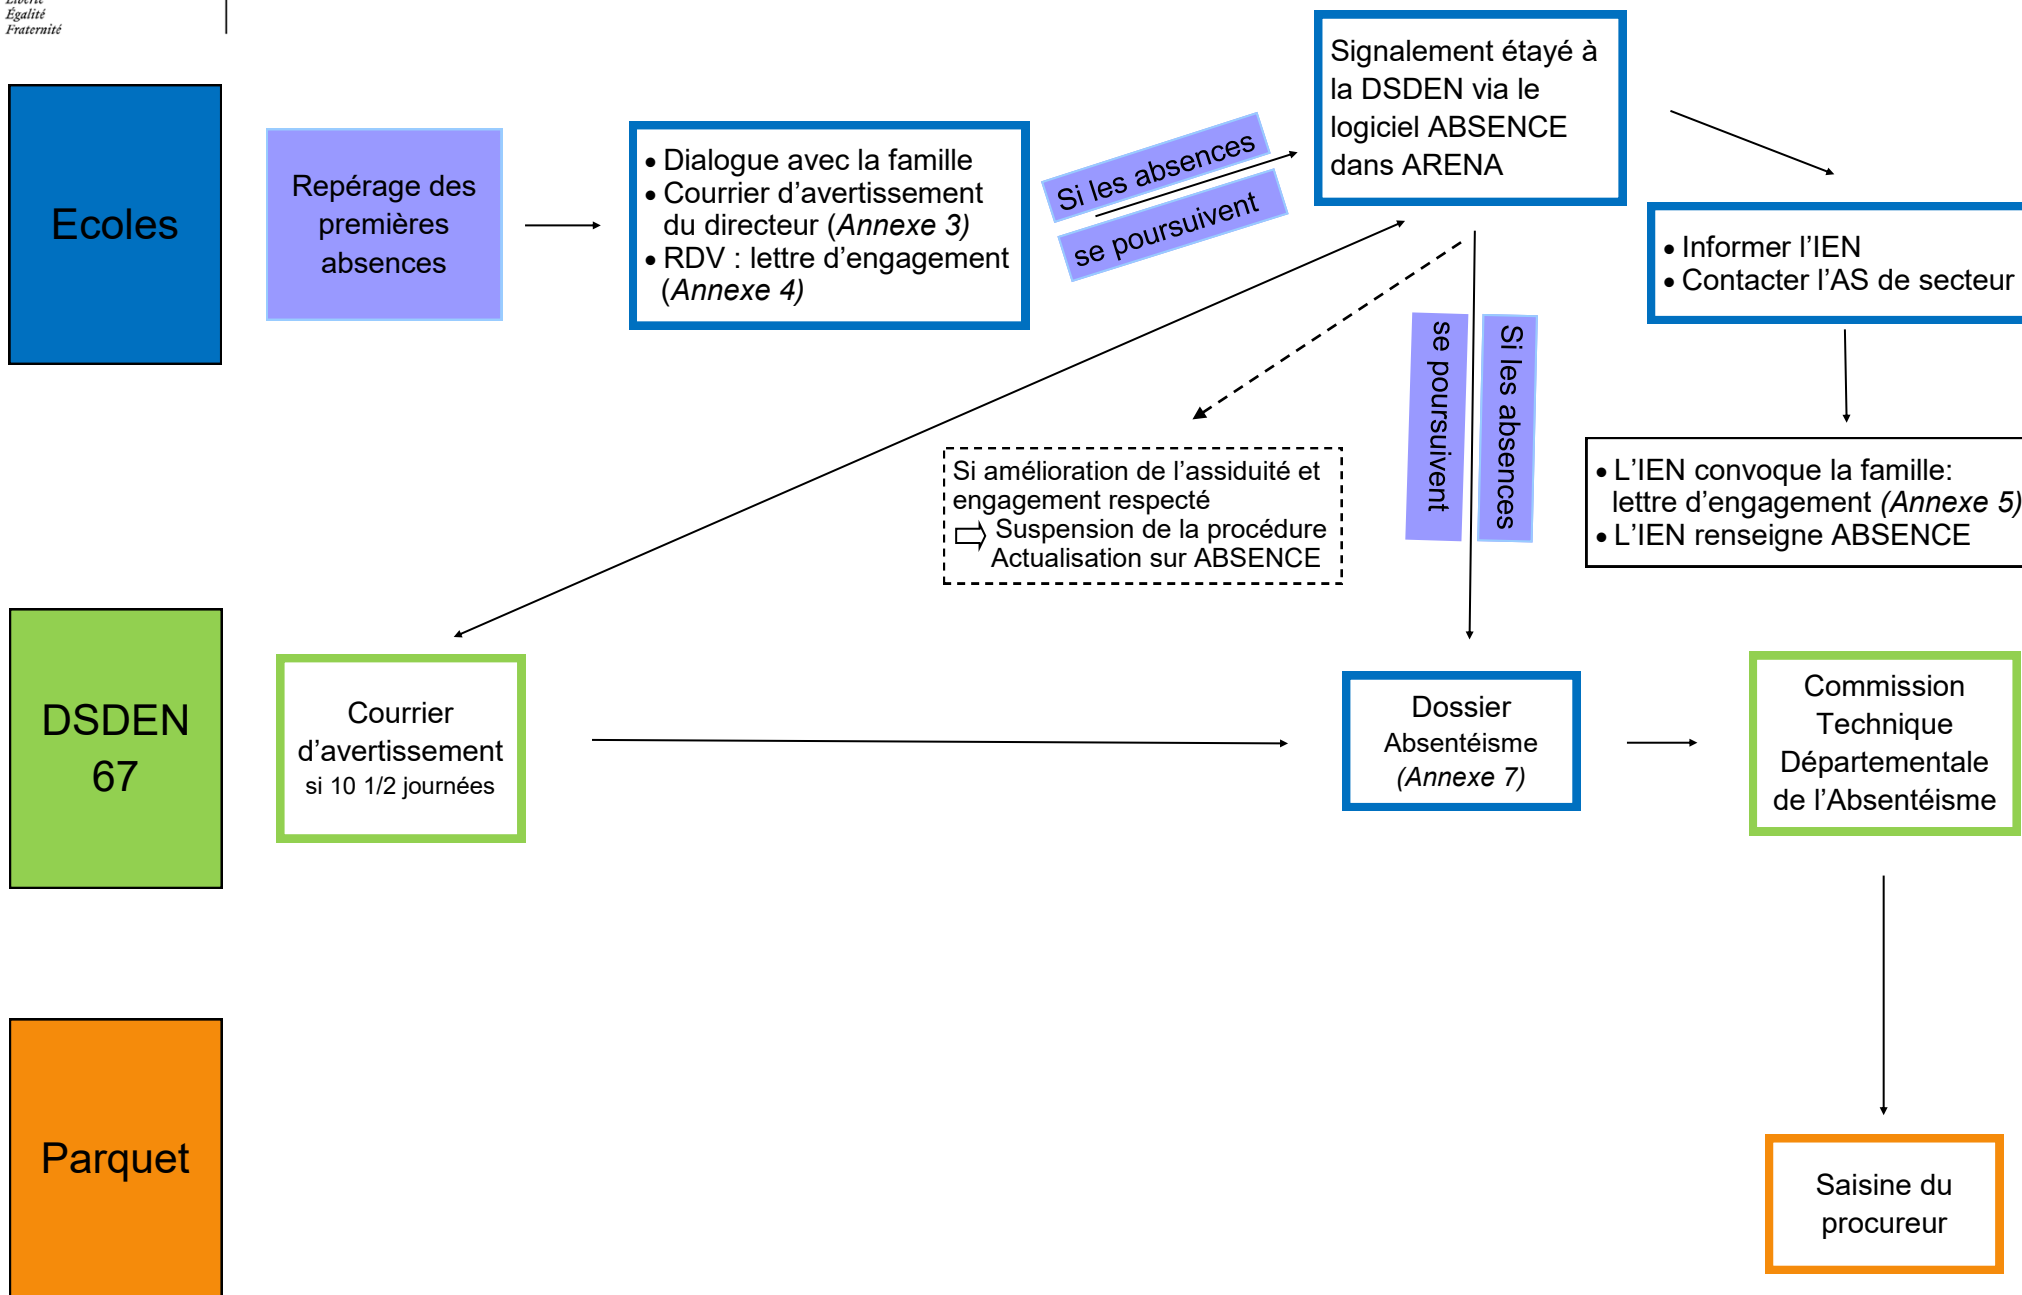 Égalité
Fraternité
Ecoles
Repérage des
premières
absences
• Dialogue avec la famille
• Courrier d’avertissement
du directeur (Annexe 3)
• RDV : lettre d’engagement
(Annexe 4)
Si les absences
se poursuivent
Signalement étayé à
la DSDEN via le
logiciel ABSENCE
dans ARENA
• Informer l’IEN
• Contacter l’AS de secteur
Si les absences
se poursuivent
Si amélioration de l’assiduité et
engagement respecté
Suspension de la procédure
Actualisation sur ABSENCE
• L’IEN convoque la famille:
lettre d’engagement (Annexe 5)
• L’IEN renseigne ABSENCE
DSDEN
67
Courrier
d’avertissement
si 10 1/2 journées
Dossier
Absentéisme
(Annexe 7)
Commission
Technique
Départementale
de l’Absentéisme
Parquet
Saisine du
procureur